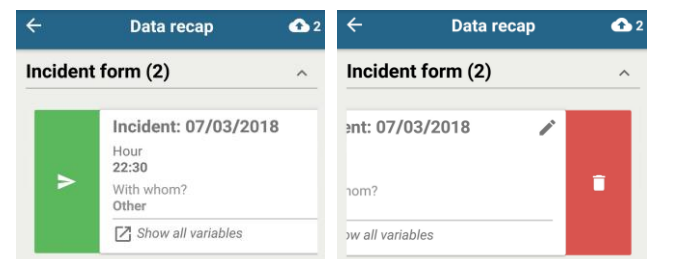 Data recap 2
Incident form (2)
Incident: 07/03/2018
Hour
22:30
With whom?
Other
Show all variables
Data recap 2
Incident form (2)
ent: 07/03/2018
hom?
ow all variables